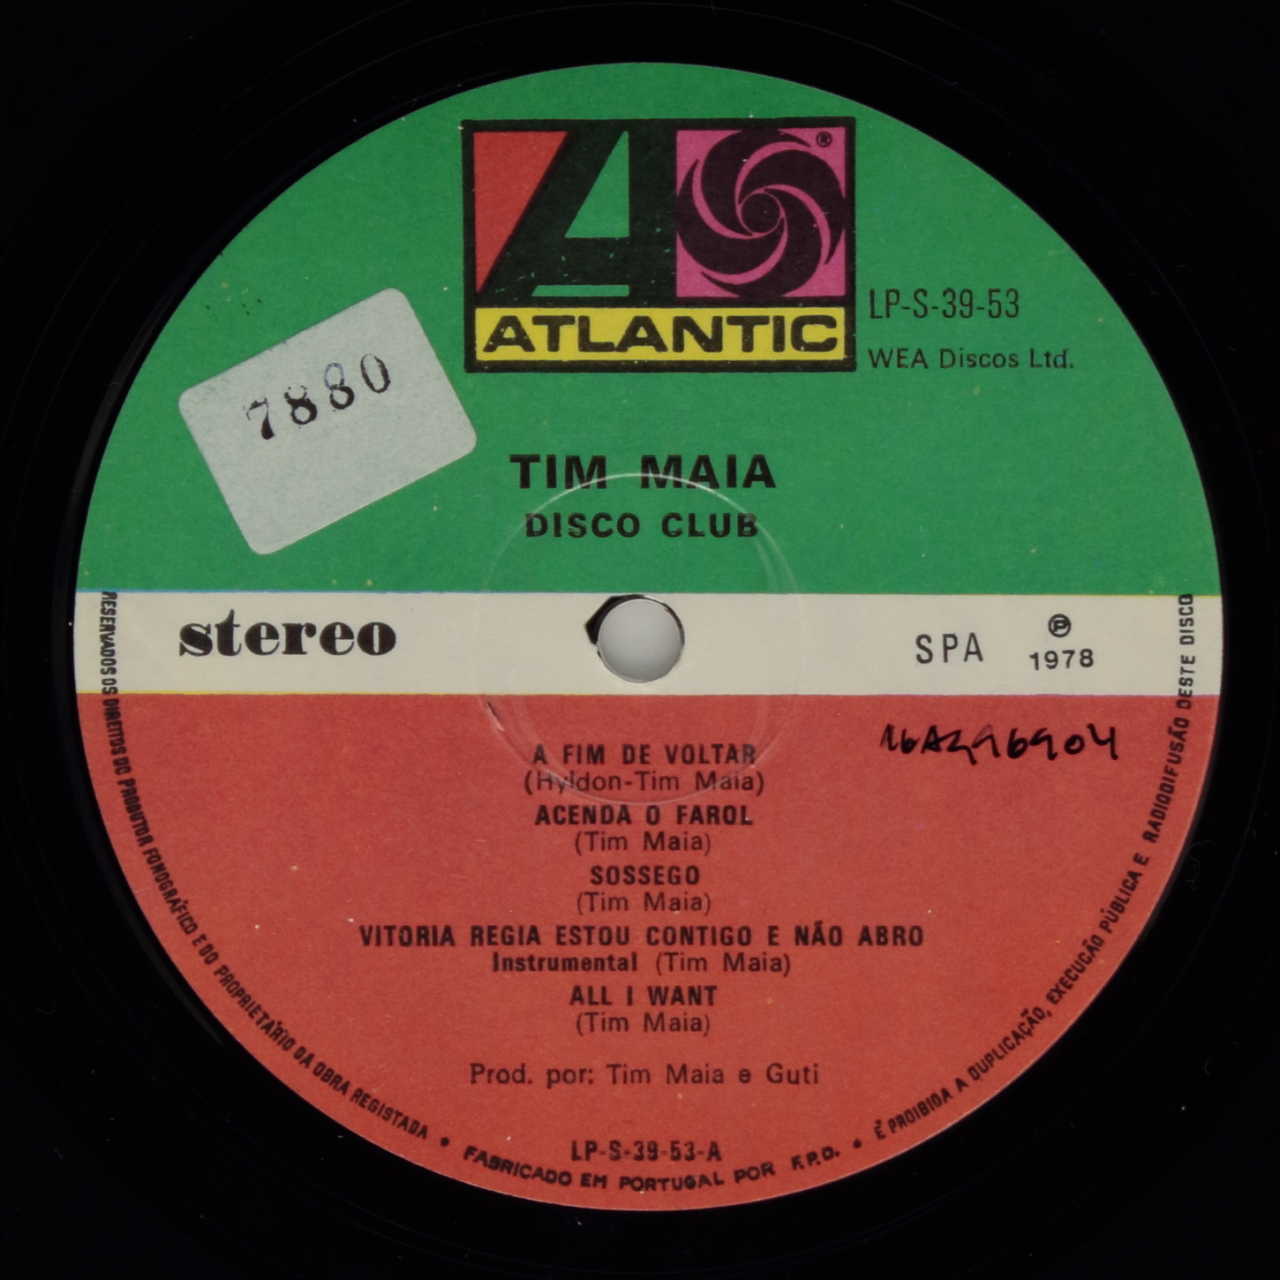 ATLANTIC
®
LP-S-39-53
WEA Discos Ltd.
7880
TIM MAIA
DISCO CLUB
stereo
SPA
℗
1978
A FIM DE VOLTAR
(Hyldon-Tim Maia)
ACENDA O FAROL
(Tim Maia)
SOSSEGO
(Tim Maia)
VITORIA REGIA ESTOU CONTIGO E NÃO ABRO
Instrumental (Tim Maia)
ALL I WANT
(Tim Maia)
Prod. por: Tim Maia e Guti
LP-S-39-53-A
RESERVADOS OS DIREITOS DO PRODUTOR FONOGRÁFICO E DO PROPRIETÁRIO DA OBRA REGISTADA • FABRICADO EM PORTUGAL POR F.P.D. • É PROIBIDA A DUPLICAÇÃO, EXECUCÃO PÚBLICA E RADIODIFUSÃO DESTE DISCO